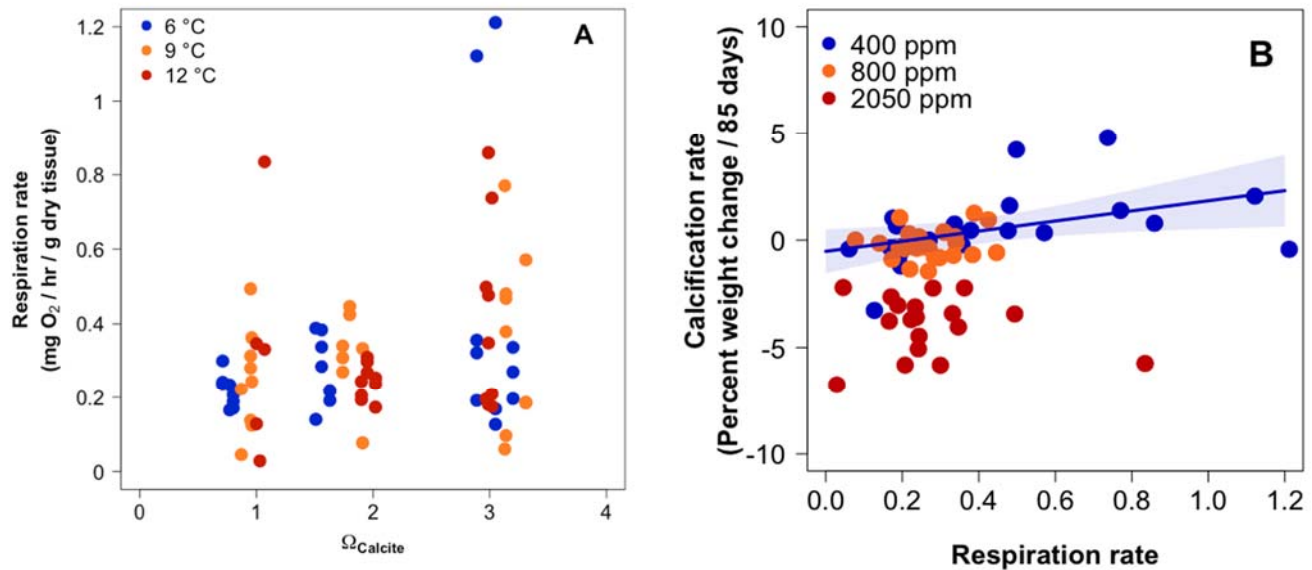 A
6 °C
9 °C
12 °C
1.2
1
0.8
0.6
0.4
0.2
0
Respiration rate
(mg O₂ / hr / g dry tissue)
0 1 2 3 4
ΩCalcite
B
400 ppm
800 ppm
2050 ppm
10
5
0
-5
-10
Calcification rate
(Percent weight change / 85 days)
0.0 0.2 0.4 0.6 0.8 1.0 1.2
Respiration rate